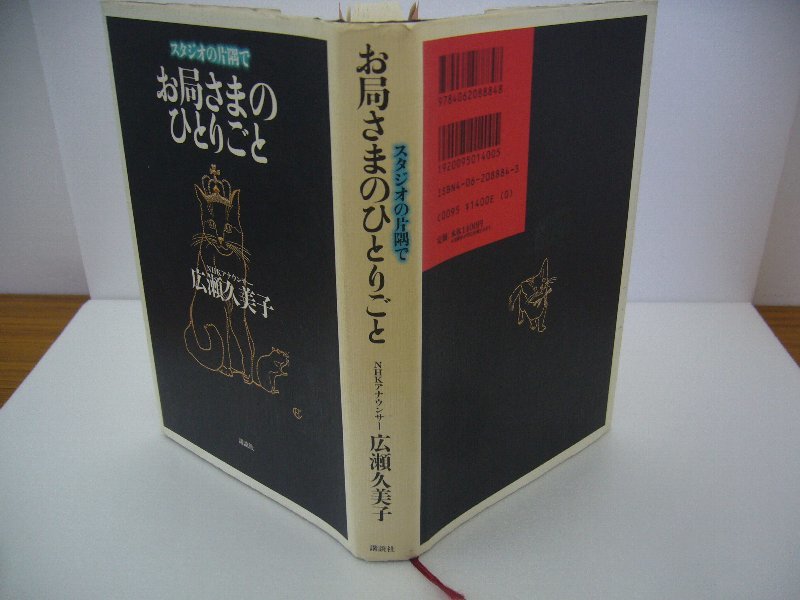 スタジオの片隅で
お局さまの
ひとりごと
NHKアナウンサー
広瀬久美子
講談社
スタジオの片隅で
お局さまのひとりごと
NHKアナウンサー
広瀬久美子
講談社
9784062088848
1920095014005
ISBN4-06-208884-3
C0095 ¥1400E (0)